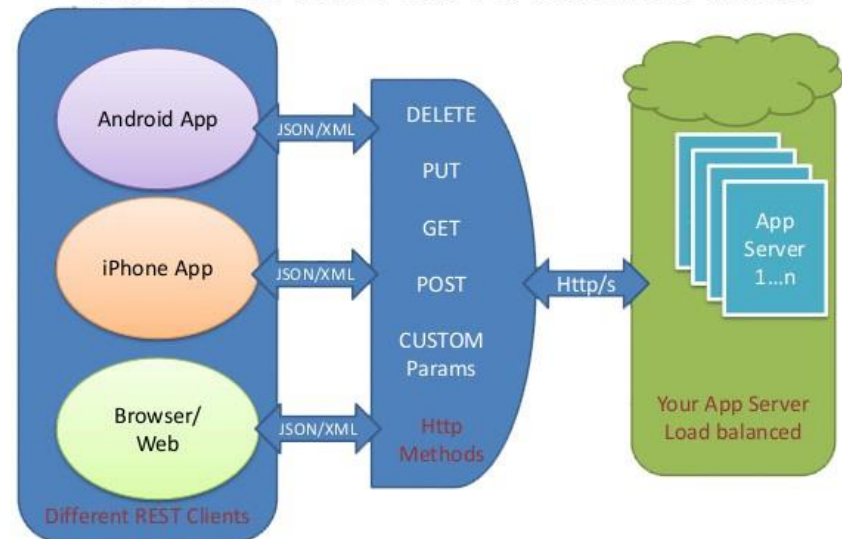 Android App
iPhone App
Browser/
Web
Different REST Clients
JSON/XML
JSON/XML
JSON/XML
DELETE
PUT
GET
POST
CUSTOM
Params
Http
Methods
Http/s
App
Server
1...n
Your App Server
Load balanced